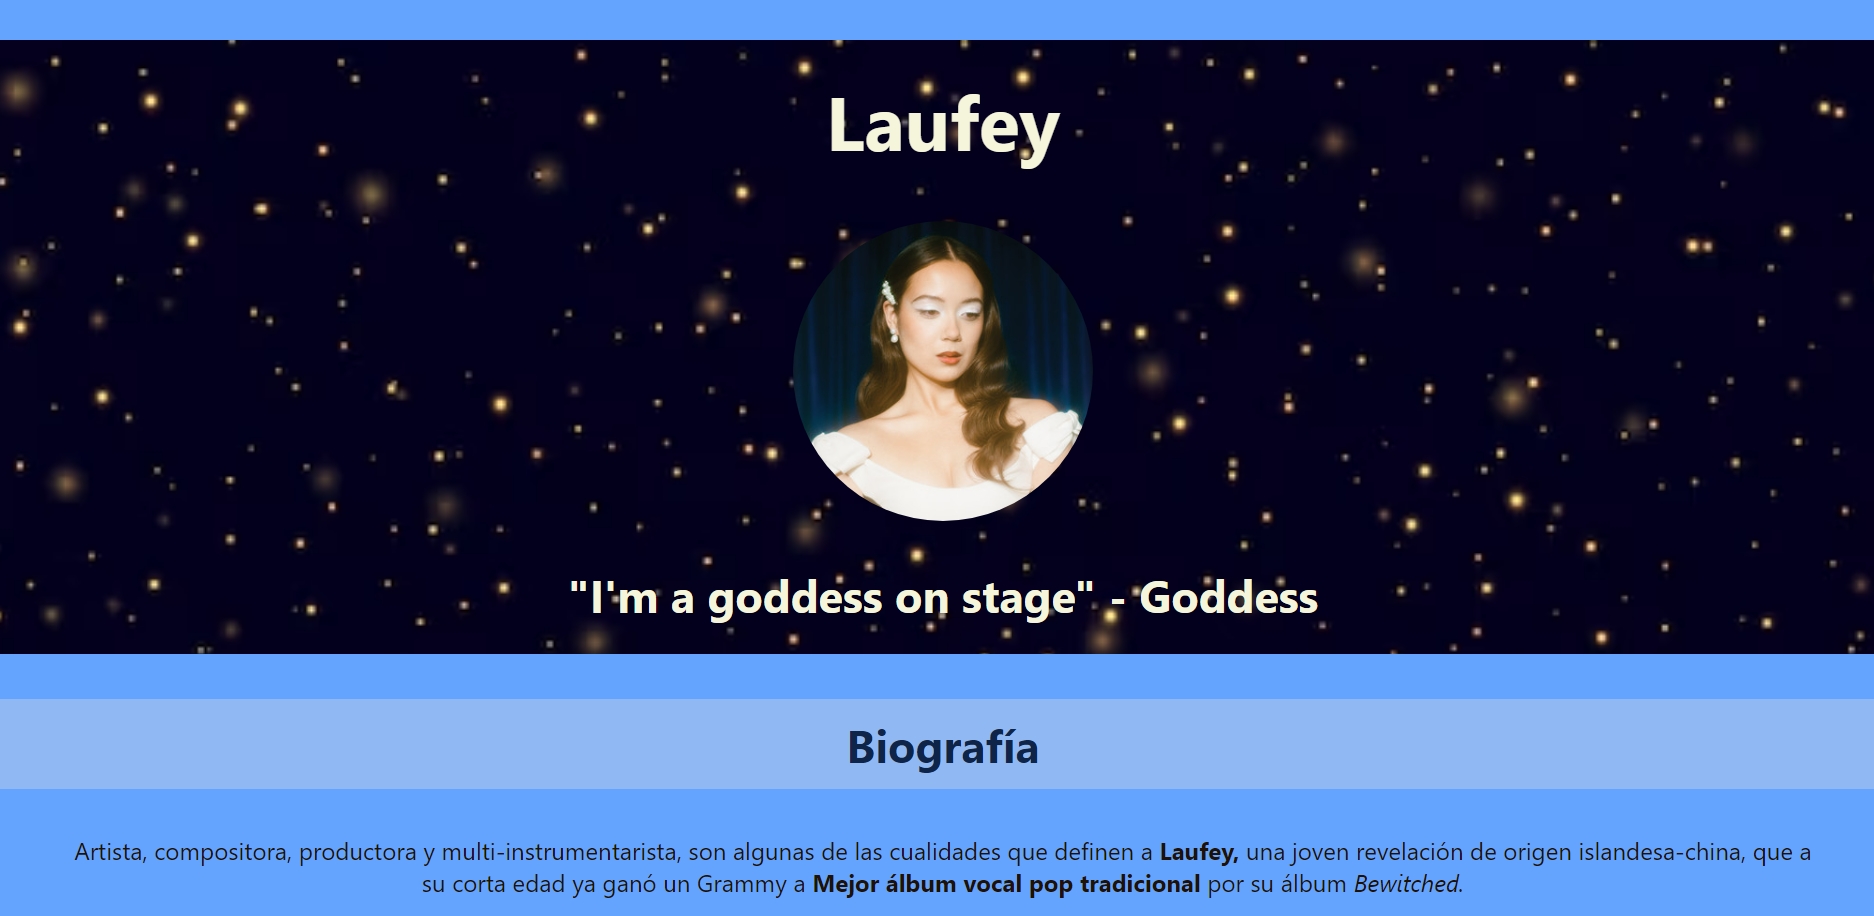 Laufey
"I'm a goddess on stage" - Goddess
Biografía
Artista, compositora, productora y multi-instrumentarista, son algunas de las cualidades que definen a Laufey, una joven revelación de origen islandesa-china, que a
su corta edad ya ganó un Grammy a Mejor álbum vocal pop tradicional por su álbum Bewitched.